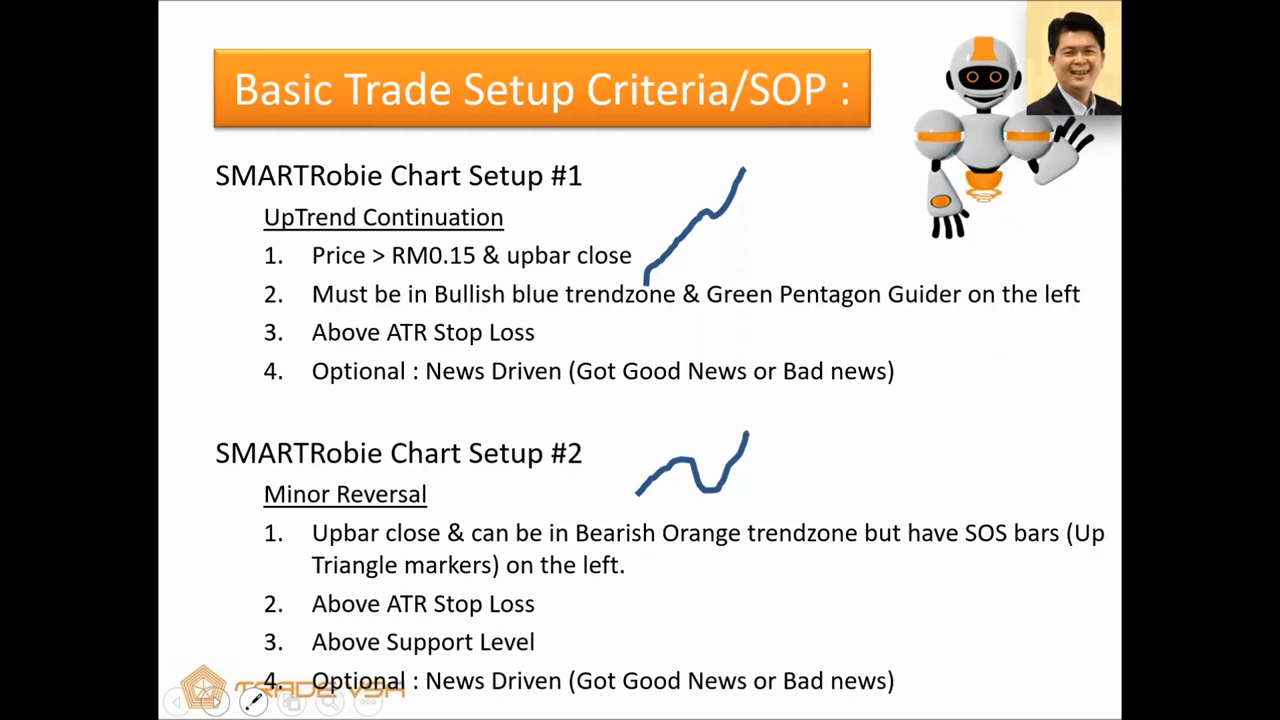 Basic Trade Setup Criteria/SOP :
SMARTRobie Chart Setup #1
UpTrend Continuation
1. Price > RM0.15 & upbar close
2. Must be in Bullish blue trendzone & Green Pentagon Guider on the left
3. Above ATR Stop Loss
4. Optional : News Driven (Got Good News or Bad news)
SMARTRobie Chart Setup #2
Minor Reversal
1. Upbar close & can be in Bearish Orange trendzone but have SOS bars (Up
Triangle markers) on the left.
2. Above ATR Stop Loss
3. Above Support Level
4. Optional : News Driven (Got Good News or Bad news)
TRADE VSA